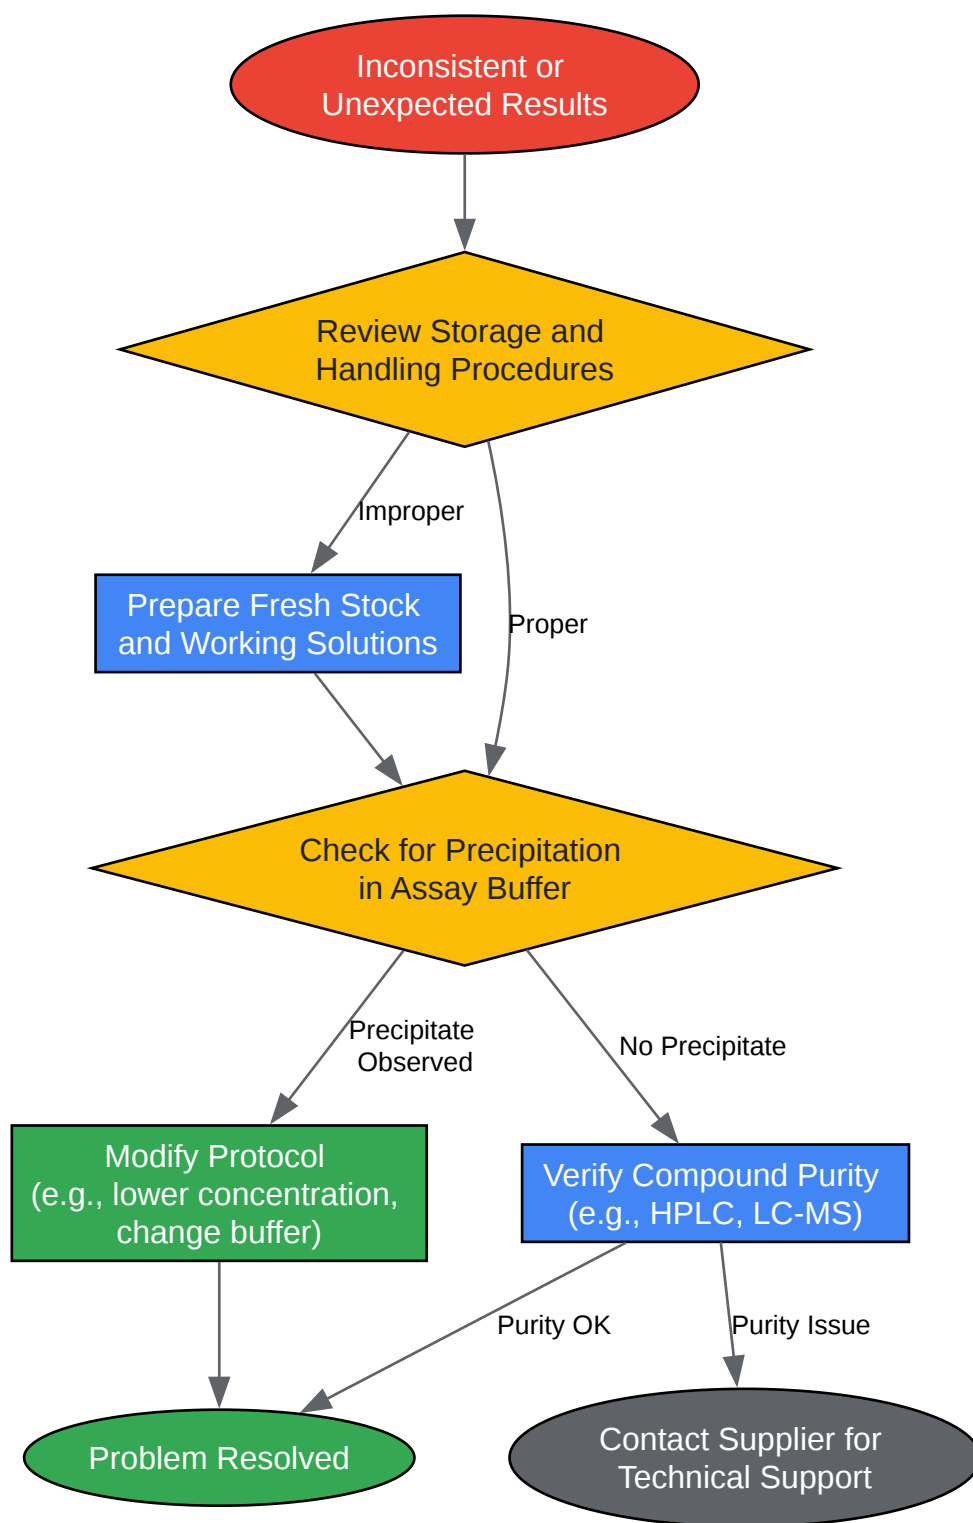 Inconsistent or
Unexpected Results
Review Storage and
Handling Procedures
Improper
Prepare Fresh Stock
and Working Solutions
Proper
Check for Precipitation
in Assay Buffer
Precipitate
Observed
No Precipitate
Modify Protocol
(e.g., lower concentration,
change buffer)
Verify Compound Purity
(e.g., HPLC, LC-MS)
Purity OK
Purity Issue
Problem Resolved
Contact Supplier for
Technical Support